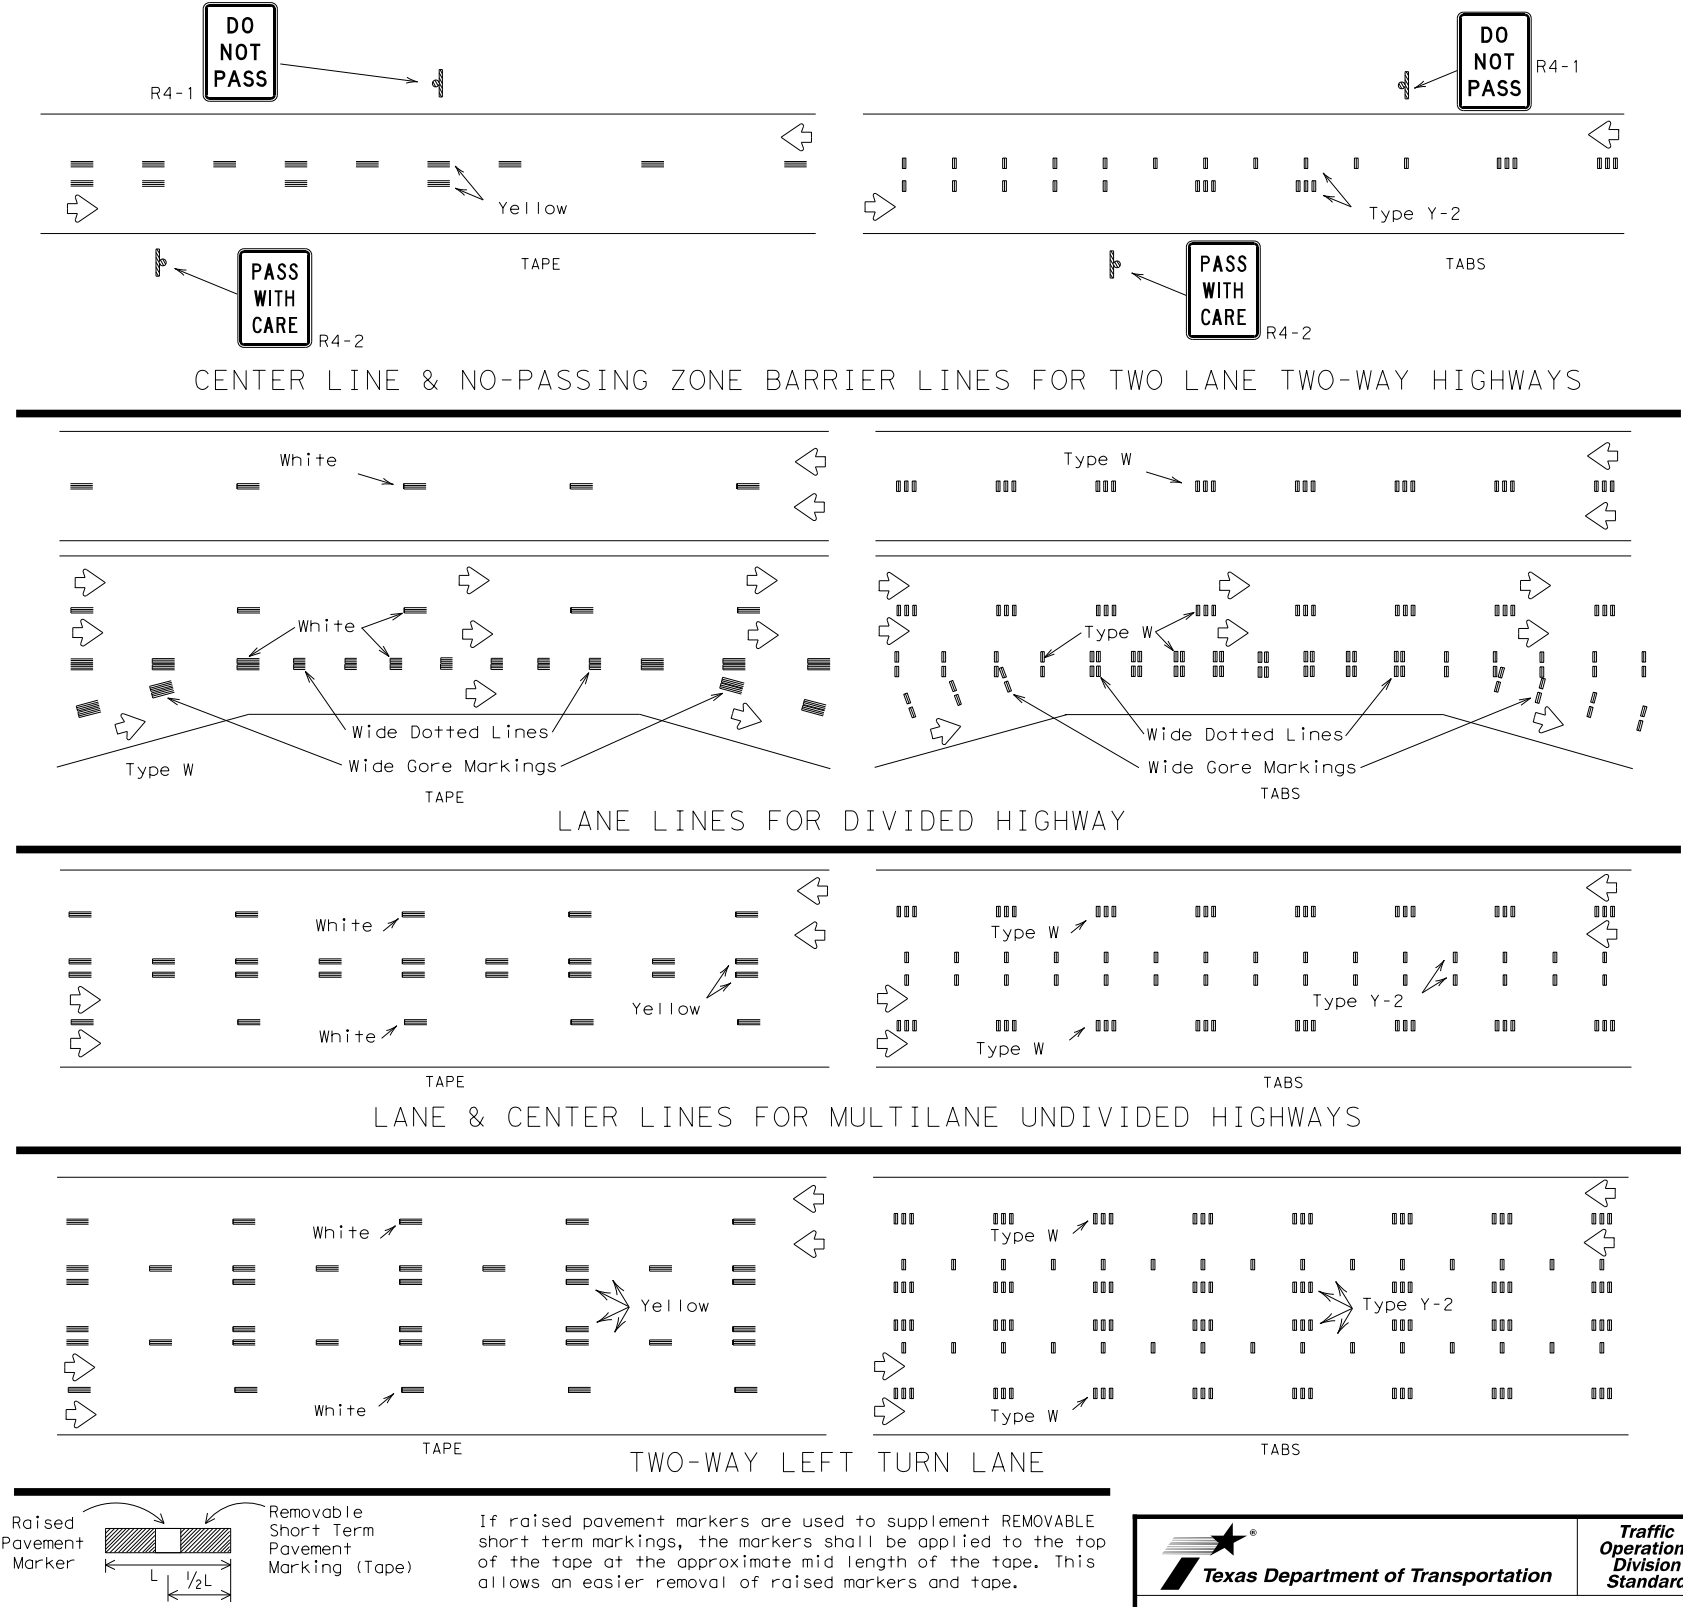 DO
NOT
PASS
R4-1
DO
NOT
PASS
R4-1
Yellow
Type Y-2
PASS
WITH
CARE
R4-2
TAPE
PASS
WITH
CARE
R4-2
TABS
CENTER LINE & NO-PASSING ZONE BARRIER LINES FOR TWO LANE TWO-WAY HIGHWAYS
White
Type W
White
Type W
Wide Dotted Lines
Wide Dotted Lines
Type W
Wide Gore Markings
Wide Gore Markings
TAPE
TABS
LANE LINES FOR DIVIDED HIGHWAY
White
Type W
Yellow
Type Y-2
White
Type W
TAPE
TABS
LANE & CENTER LINES FOR MULTILANE UNDIVIDED HIGHWAYS
White
Type W
Yellow
Type Y-2
White
Type W
TAPE
TABS
TWO-WAY LEFT TURN LANE
Raised
Pavement
Marker
Removable
Short Term
Pavement
Marking (Tape)
L
1/2L
If raised pavement markers are used to supplement REMOVABLE
short term markings, the markers shall be applied to the top
of the tape at the approximate mid length of the tape. This
allows an easier removal of raised markers and tape.
®
Texas Department of Transportation
Traffic
Operation
Division
Standard